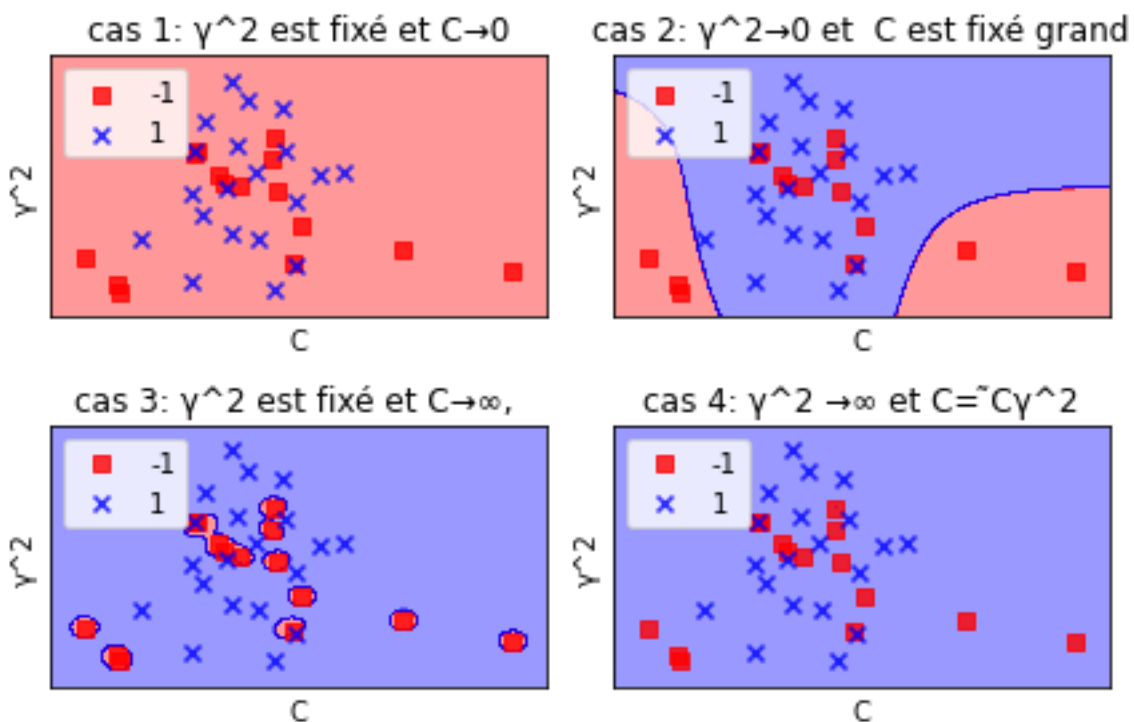 cas 1: γ^2 est fixé et C→0
-1
1
γ^2
C
cas 2: γ^2→0 et  C est fixé grand
-1
1
γ^2
C
cas 3: γ^2 est fixé et C→∞,
-1
1
γ^2
C
cas 4: γ^2 →∞ et C=˜Cγ^2
-1
1
γ^2
C